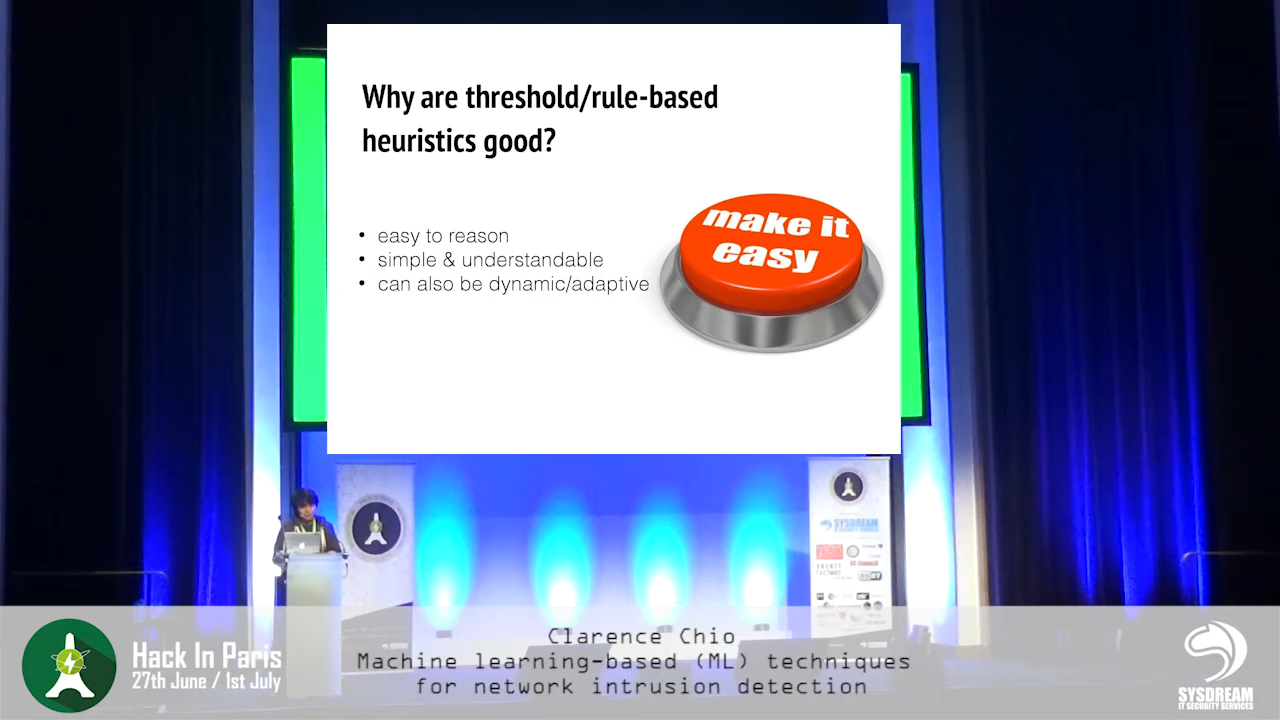 Why are threshold/rule-based
heuristics good?
• easy to reason
• simple & understandable
• can also be dynamic/adaptive
make it
easy
SYSDREAM
Hack In Paris
27th June / 1st July
Clarence Chio
Machine learning-based (ML) techniques
for network intrusion detection
SYSDREAM
IT SECURITY SERVICES